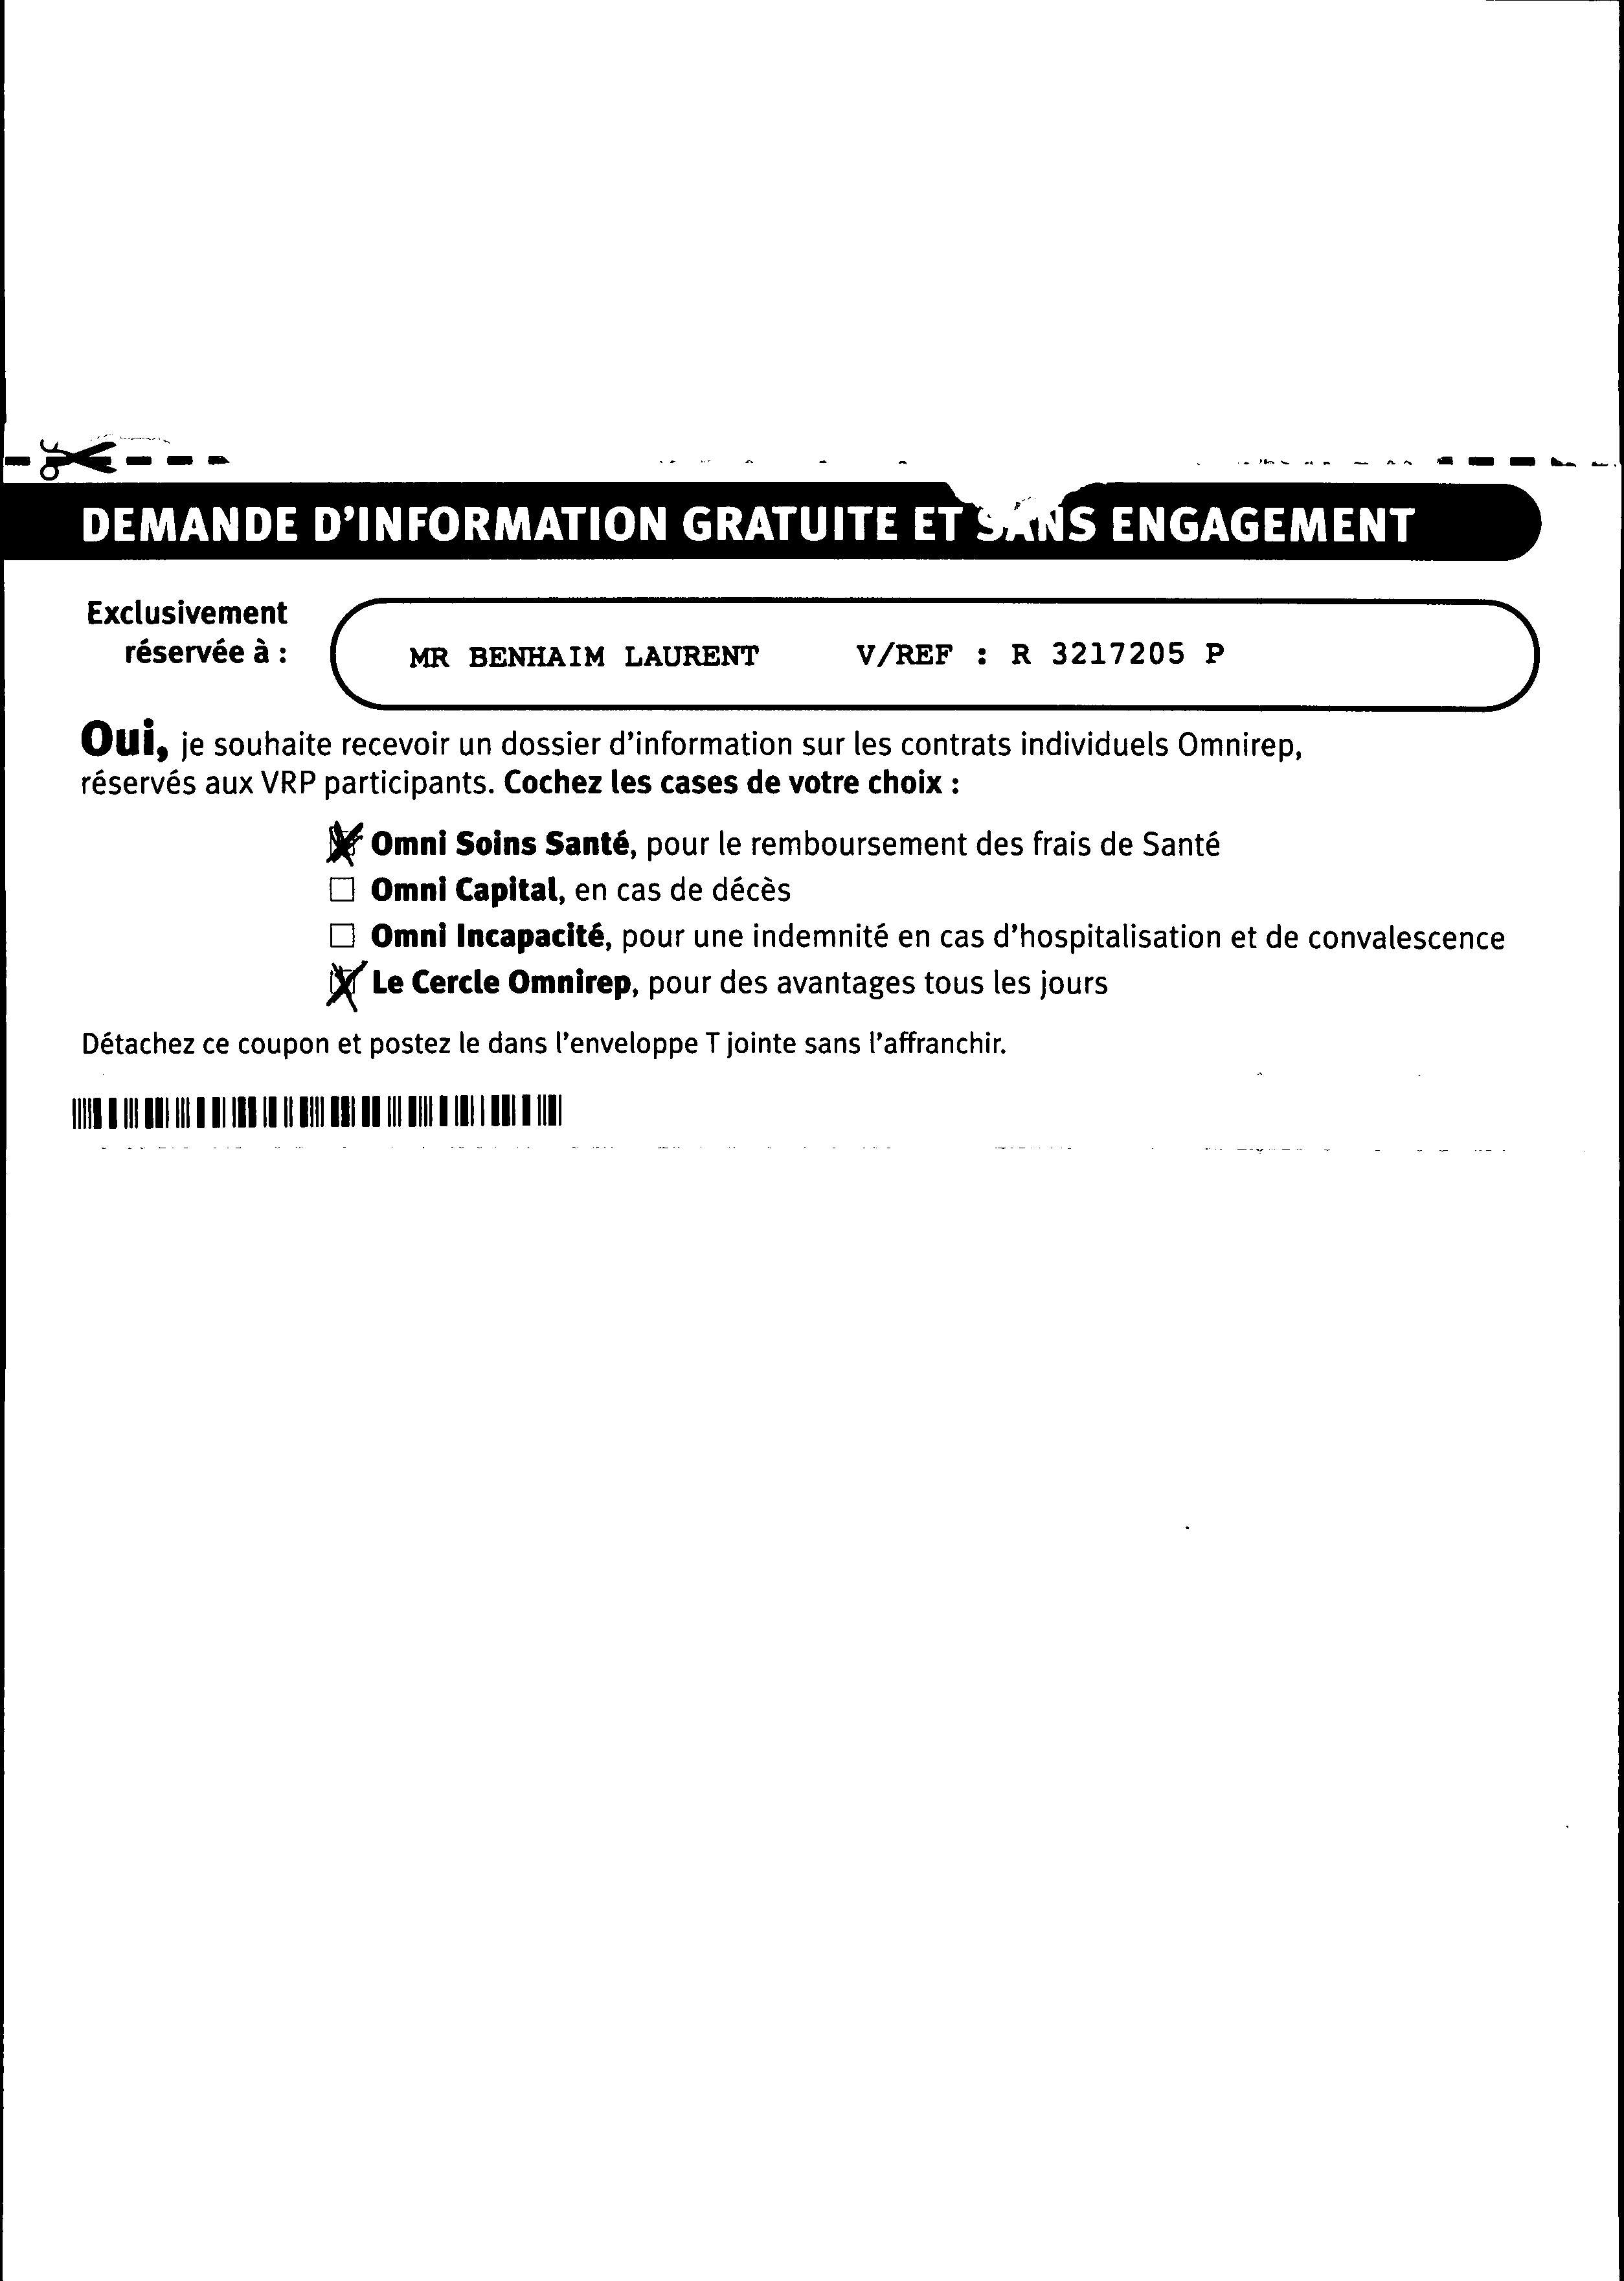 DEMANDE D'INFORMATION GRATUITE ET SANS ENGAGEMENT
Exclusivement
réservée à :
MR BENHAIM LAURENT V/REF : R 3217205 P
Oui, je souhaite recevoir un dossier d'information sur les contrats individuels Omnirep,
réservés aux VRP participants. Cochez les cases de votre choix :
Omni Soins Santé, pour le remboursement des frais de Santé
Omni Capital, en cas de décès
Omni Incapacité, pour une indemnité en cas d'hospitalisation et de convalescence
Le Cercle Omnirep, pour des avantages tous les jours
Détachez ce coupon et postez le dans l'enveloppe T jointe sans l'affranchir.